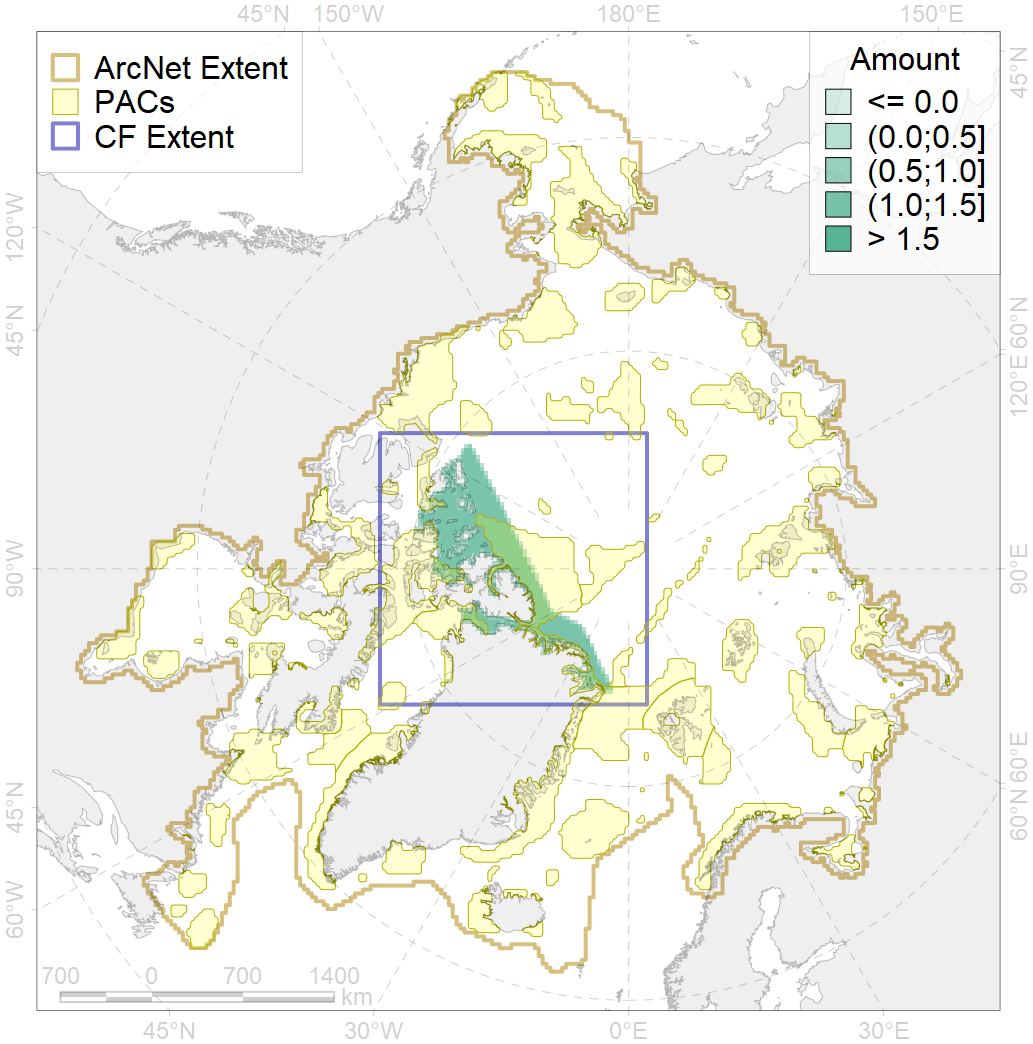 45°N 150°W 180°E 150°E
ArcNet Extent
PACs
CF Extent
Amount
<= 0.0
(0.0;0.5]
(0.5;1.0]
(1.0;1.5]
> 1.5
120°W
45°N
90°W
45°N
60°W
45°N
60°N
120°E
90°E
60°E
60°N
700 0 700 1400
km
45°N 30°W 0°E 30°E